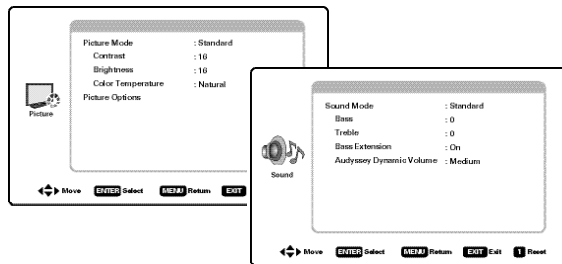 Picture Mode : Standard
Contrast : 16
Brightness : 16
Color Temperature : Natural
Picture Options
Picture
Move ENTER Select MENU Return EXIT
Sound Mode : Standard
Bass : 0
Treble : 0
Bass Extension : On
Audyssey Dynamic Volume : Medium
Sound
Move ENTER Select MENU Return EXIT Exit 1 Reset